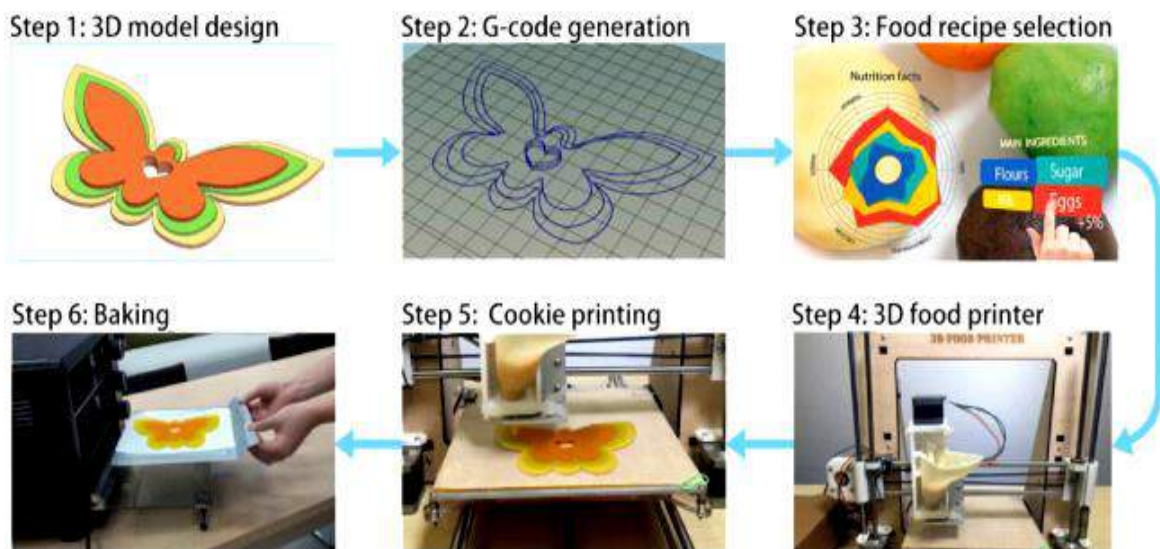 Step 1: 3D model design
Step 2: G-code generation
Step 3: Food recipe selection
Nutrition facts
MAIN INGREDIENTS
Flours
Sugar
Eggs
+5%
Step 6: Baking
Step 5: Cookie printing
Step 4: 3D food printer
3D FOOD PRINTER